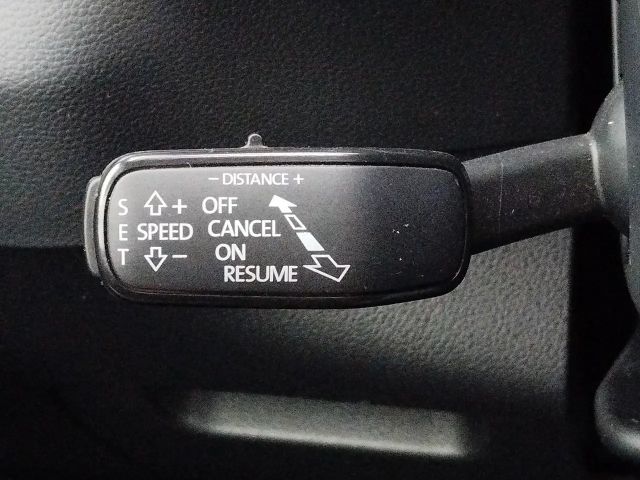 - DISTANCE +
S + OFF
E SPEED CANCEL
T - ON
RESUME